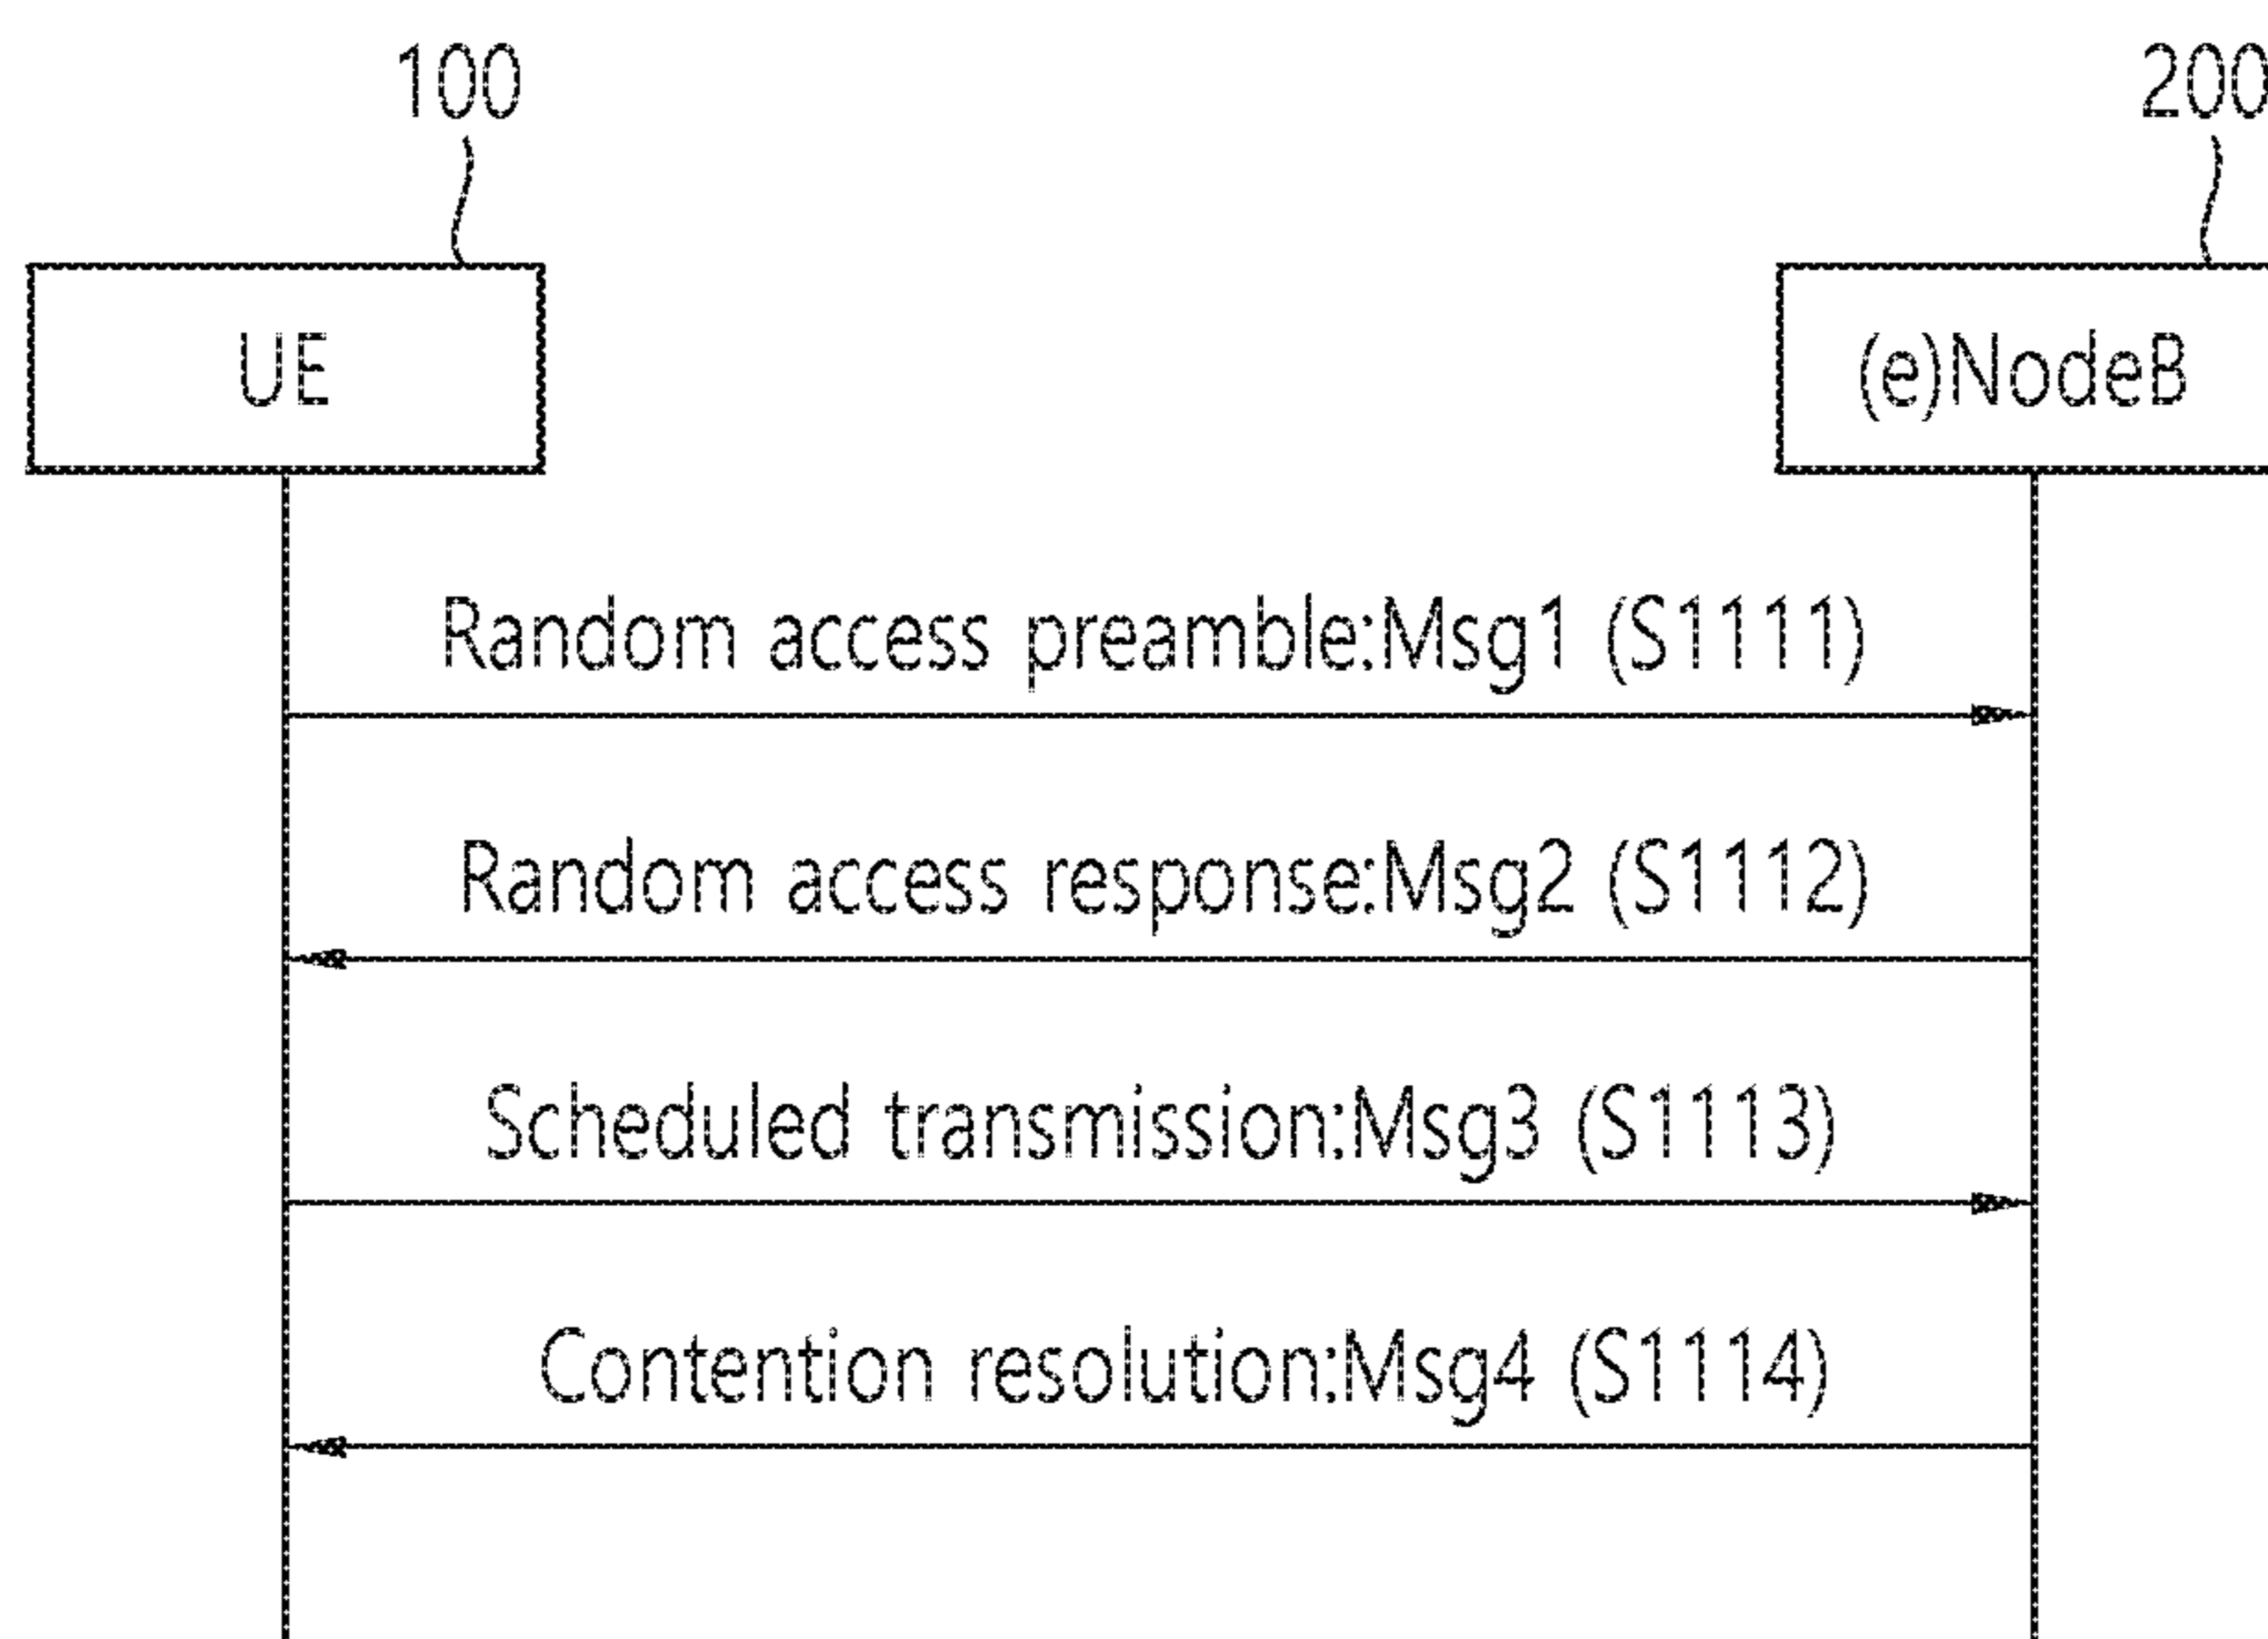 100
200
UE
(e)NodeB
Random access preamble:Msg1 (S1111)
Random access response:Msg2 (S1112)
Scheduled transmission:Msg3 (S1113)
Contention resolution:Msg4 (S1114)